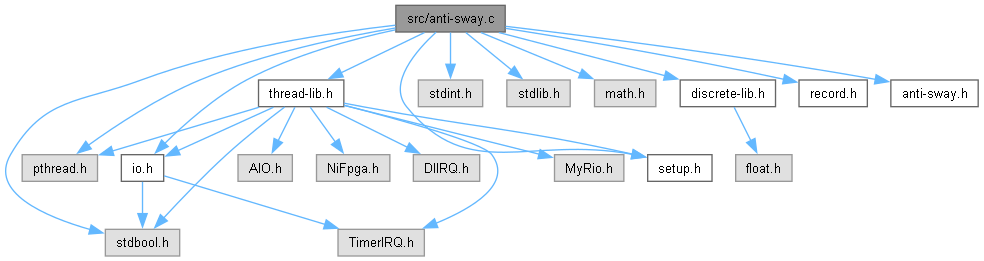 src/anti-sway.c
thread-lib.h
stdint.h
stdlib.h
math.h
discrete-lib.h
record.h
anti-sway.h
pthread.h
io.h
AIO.h
NiFpga.h
DIIRQ.h
MyRio.h
setup.h
float.h
stdbool.h
TimerIRQ.h